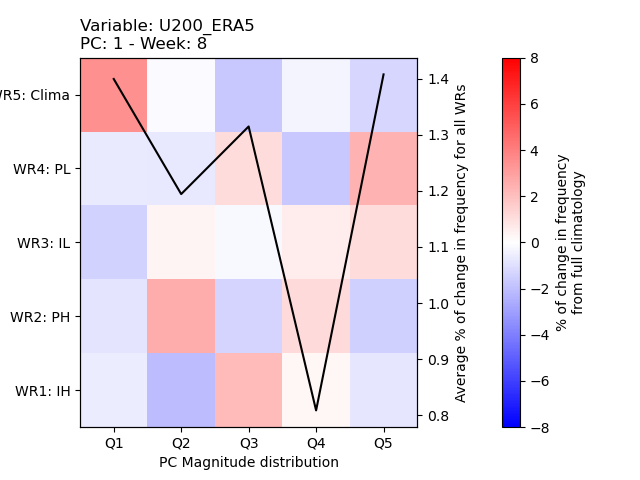 Variable: U200_ERA5
PC: 1 - Week: 8
WR5: Clima
WR4: PL
WR3: IL
WR2: PH
WR1: IH
Q1 Q2 Q3 Q4 Q5
PC Magnitude distribution
1.4
1.3
1.2
1.1
1.0
0.9
0.8
Average % of change in frequency for all WRs
8
6
4
2
0
−2
−4
−6
−8
% of change in frequency
from full climatology